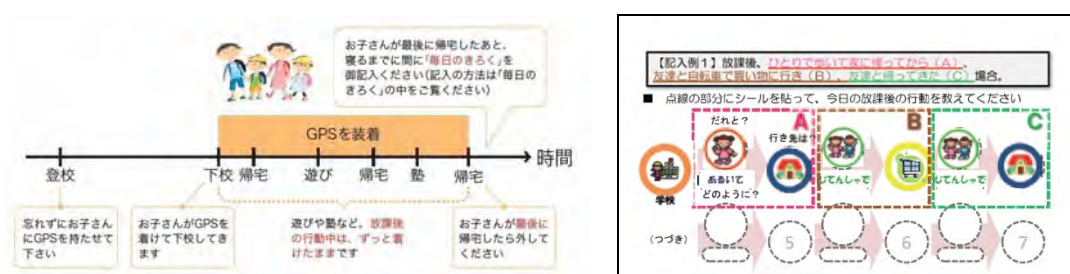 お子さんが最後に帰宅したあと、
寝るまでに間に「毎日のきろく」を
御記入ください(記入の方法は「毎日の
きろく」の中をご覧ください)
GPSを装着
登校
下校
帰宅
遊び
帰宅
塾
帰宅
時間
忘れずにお子さん
にGPSを持たせて
下さい
お子さんがGPSを
着けて下校してき
ます
遊びや塾など、放課後
の行動中は、ずっと着
けたままです
お子さんが最後に
帰宅したら外して
ください
【記入例1】放課後、ひとりで歩いて家に帰ってから(A)、
友達と自転車で買い物に行き(B)、友達と帰ってきた(C)場合。
■ 点線の部分にシールを貼って、今日の放課後の行動を教えてください
だれと?
A
行き先は?
B
C
学校
あるいて
どのように?
じてんしゃで
じてんしゃで
(つづき)
5
6
7